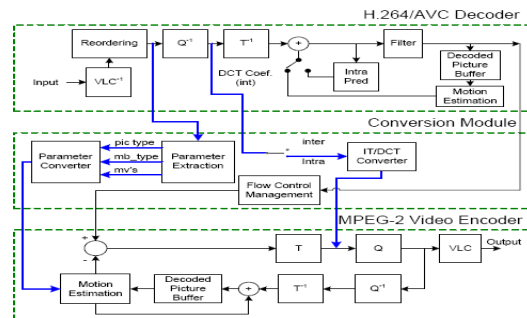 H.264/AVC Decoder
Reordering
Q⁻¹
T⁻¹
+
Filter
Decoded
Picture
Buffer
Input
VLC⁻¹
DCT Coef.
(int)
Intra
Pred
Motion
Estimation
Conversion Module
Parameter
Converter
pic type
mb_type
mv's
Parameter
Extraction
inter
Intra
IT/DCT
Converter
Flow Control
Management
MPEG-2 Video Encoder
+
-
T
Q
VLC
Output
Motion
Estimation
Decoded
Picture
Buffer
+
T⁻¹
Q⁻¹